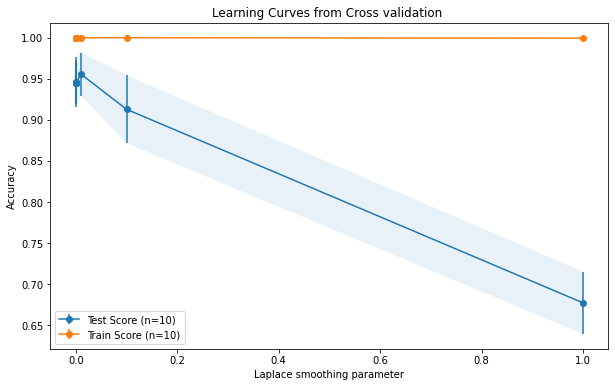 Learning Curves from Cross validation
1.00
0.95
0.90
0.85
0.80
0.75
0.70
0.65
Accuracy
Test Score (n=10)
Train Score (n=10)
0.0 0.2 0.4 0.6 0.8 1.0
Laplace smoothing parameter